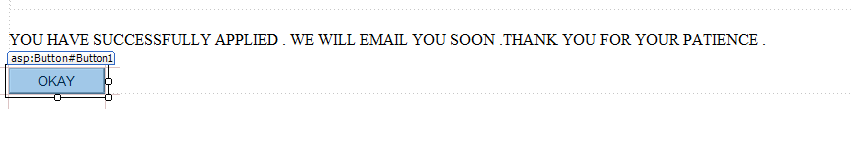 YOU HAVE SUCCESSFULLY APPLIED . WE WILL EMAIL YOU SOON .THANK YOU FOR YOUR PATIENCE .
asp:Button#Button1
OKAY